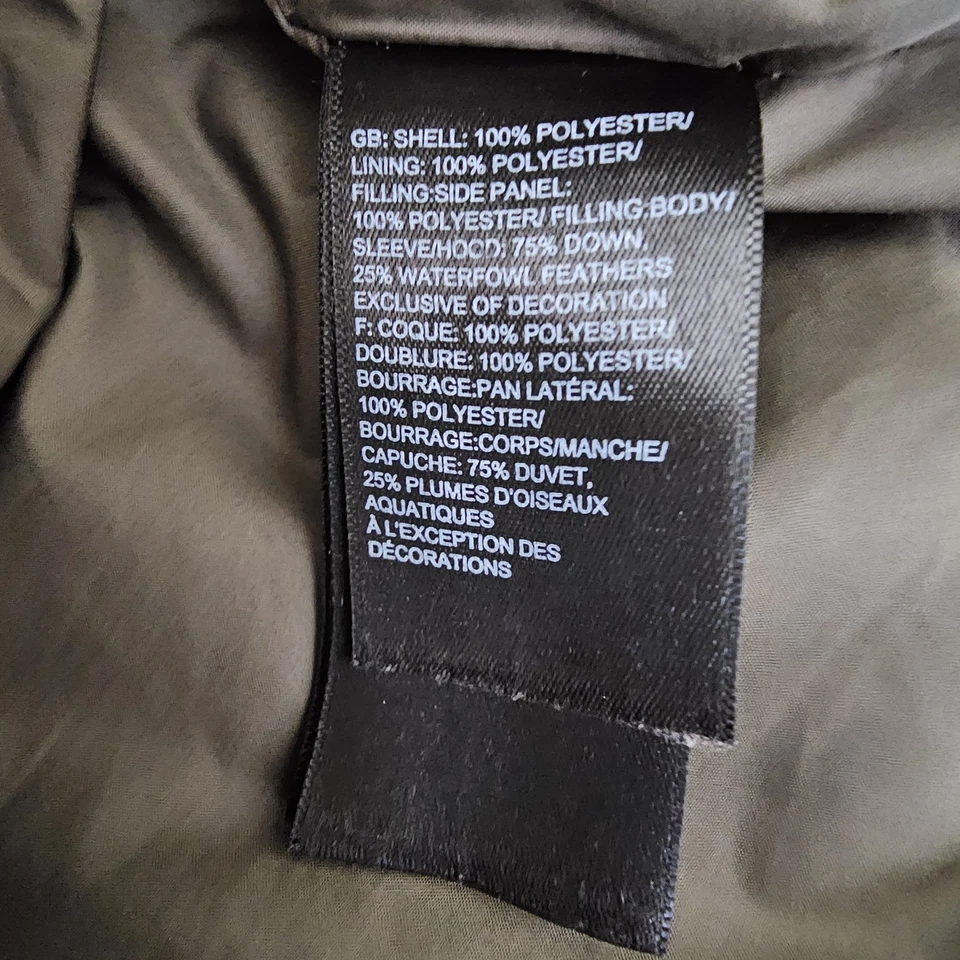 GB: SHELL: 100% POLYESTER/
LINING: 100% POLYESTER/
FILLING:SIDE PANEL:
100% POLYESTER/ FILLING:BODY/
SLEEVE/HOOD: 75% DOWN,
25% WATERFOWL FEATHERS
EXCLUSIVE OF DECORATION
F: COQUE: 100% POLYESTER/
DOUBLURE: 100% POLYESTER/
BOURRAGE:PAN LATÉRAL:
100% POLYESTER/
BOURRAGE:CORPS/MANCHE/
CAPUCHE: 75% DUVET,
25% PLUMES D'OISEAUX
AQUATIQUES
À L'EXCEPTION DES
DÉCORATIONS